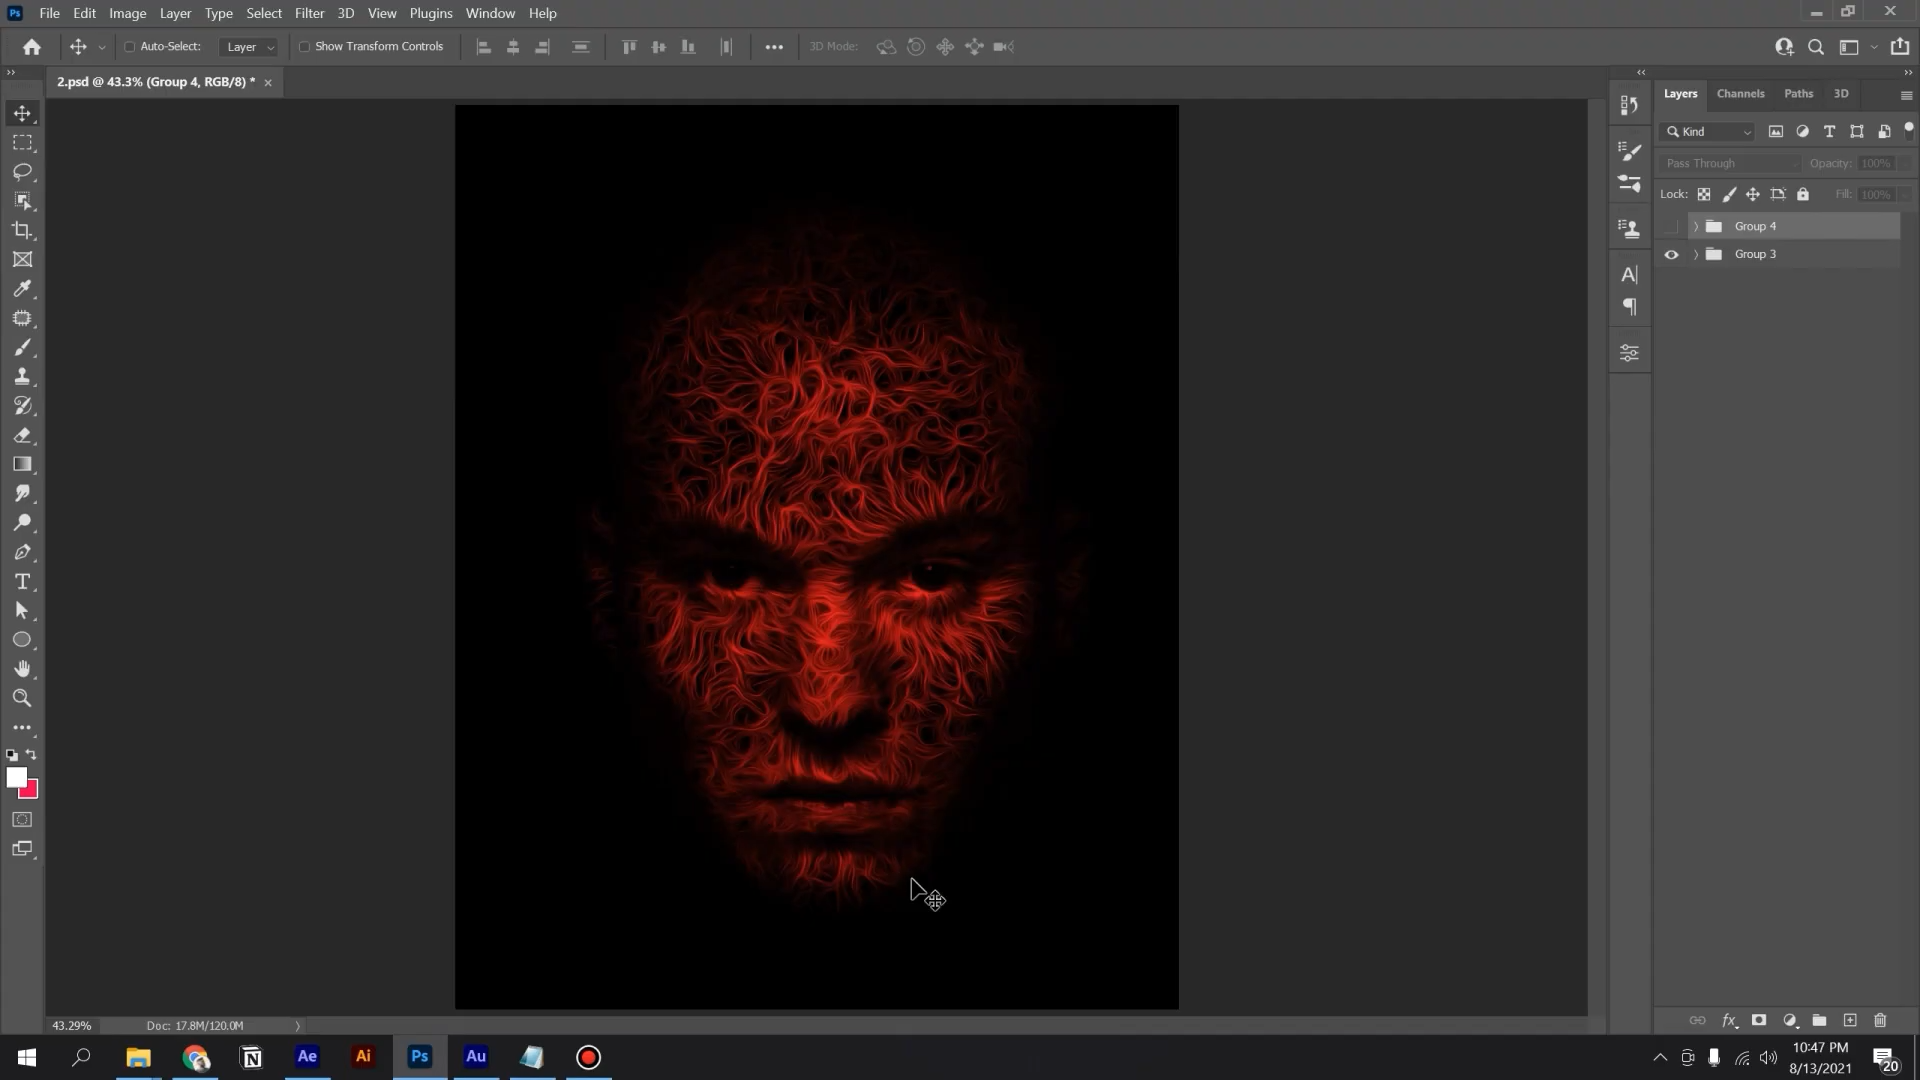 Ps File Edit Image Layer Type Select Filter 3D View Plugins Window Help
Auto-Select: Layer Show Transform Controls 3D Mode:
2.psd @ 43.3% (Group 4, RGB/8) *
Layers Channels Paths 3D
Kind
Pass Through Opacity: 100%
Lock: Fill: 100%
Group 4
Group 3
43.29% Doc: 17.8M/120.0M
Ae Ai Ps Au
10:47 PM
8/13/2021
20